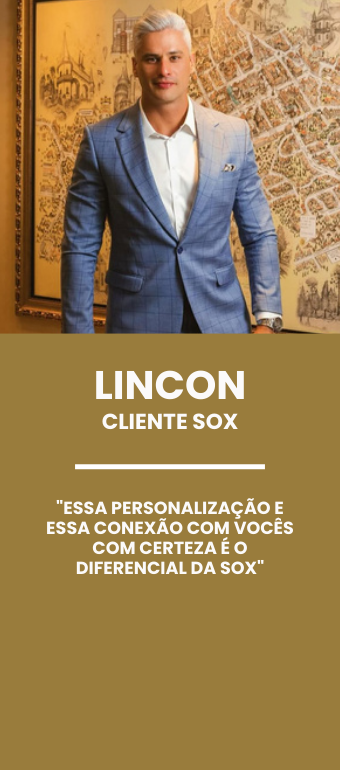 LINCON
CLIENTE SOX
"ESSA PERSONALIZAÇÃO E
ESSA CONEXÃO COM VOCÊS
COM CERTEZA É O
DIFERENCIAL DA SOX"